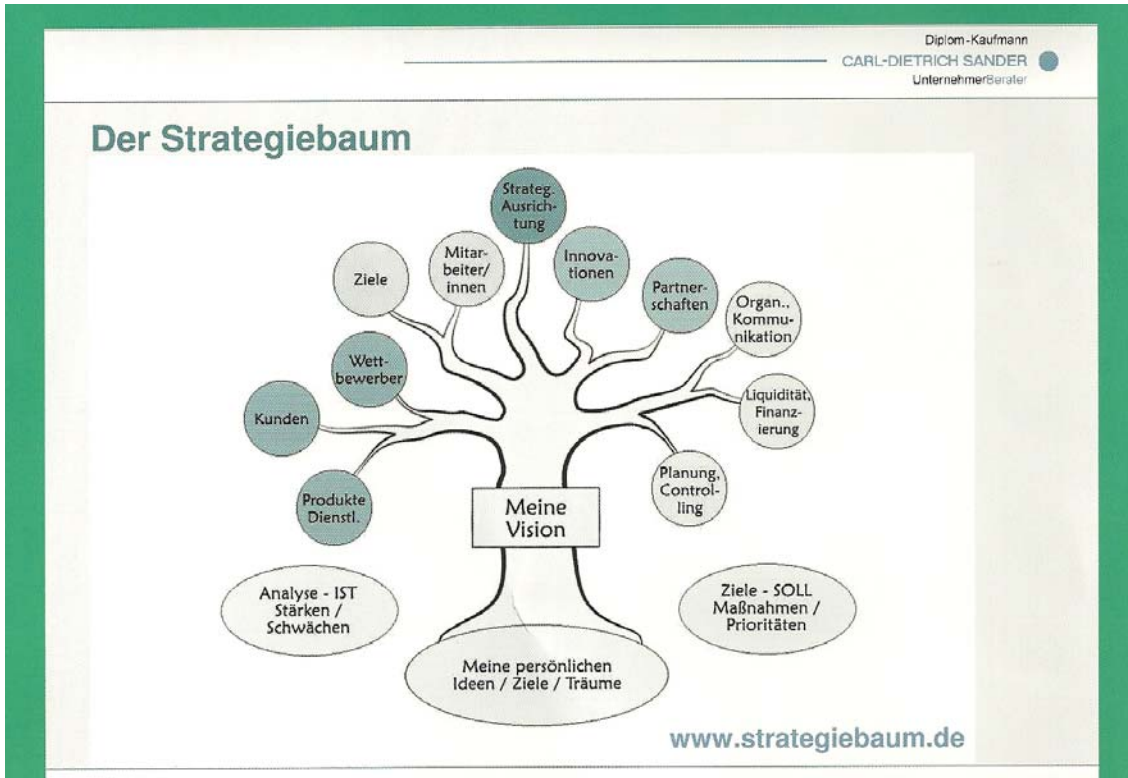 Diplom-Kaufmann
CARL-DIETRICH SANDER
UnternehmerBerater
Der Strategiebaum
Strateg.
Ausrich-
tung
Mitar-
beiter/
innen
Innova-
tionen
Ziele
Partner-
schaften
Organ..,
Kommu-
nikation
Wett-
bewerber
Kunden
Liquidität,
Finanz-
ierung
Produkte
Dienstl.
Planung,
Control-
ling
Meine
Vision
Analyse - IST
Stärken /
Schwächen
Ziele - SOLL
Maßnahmen /
Prioritäten
Meine persönlichen
Ideen / Ziele / Träume
www.strategiebaum.de